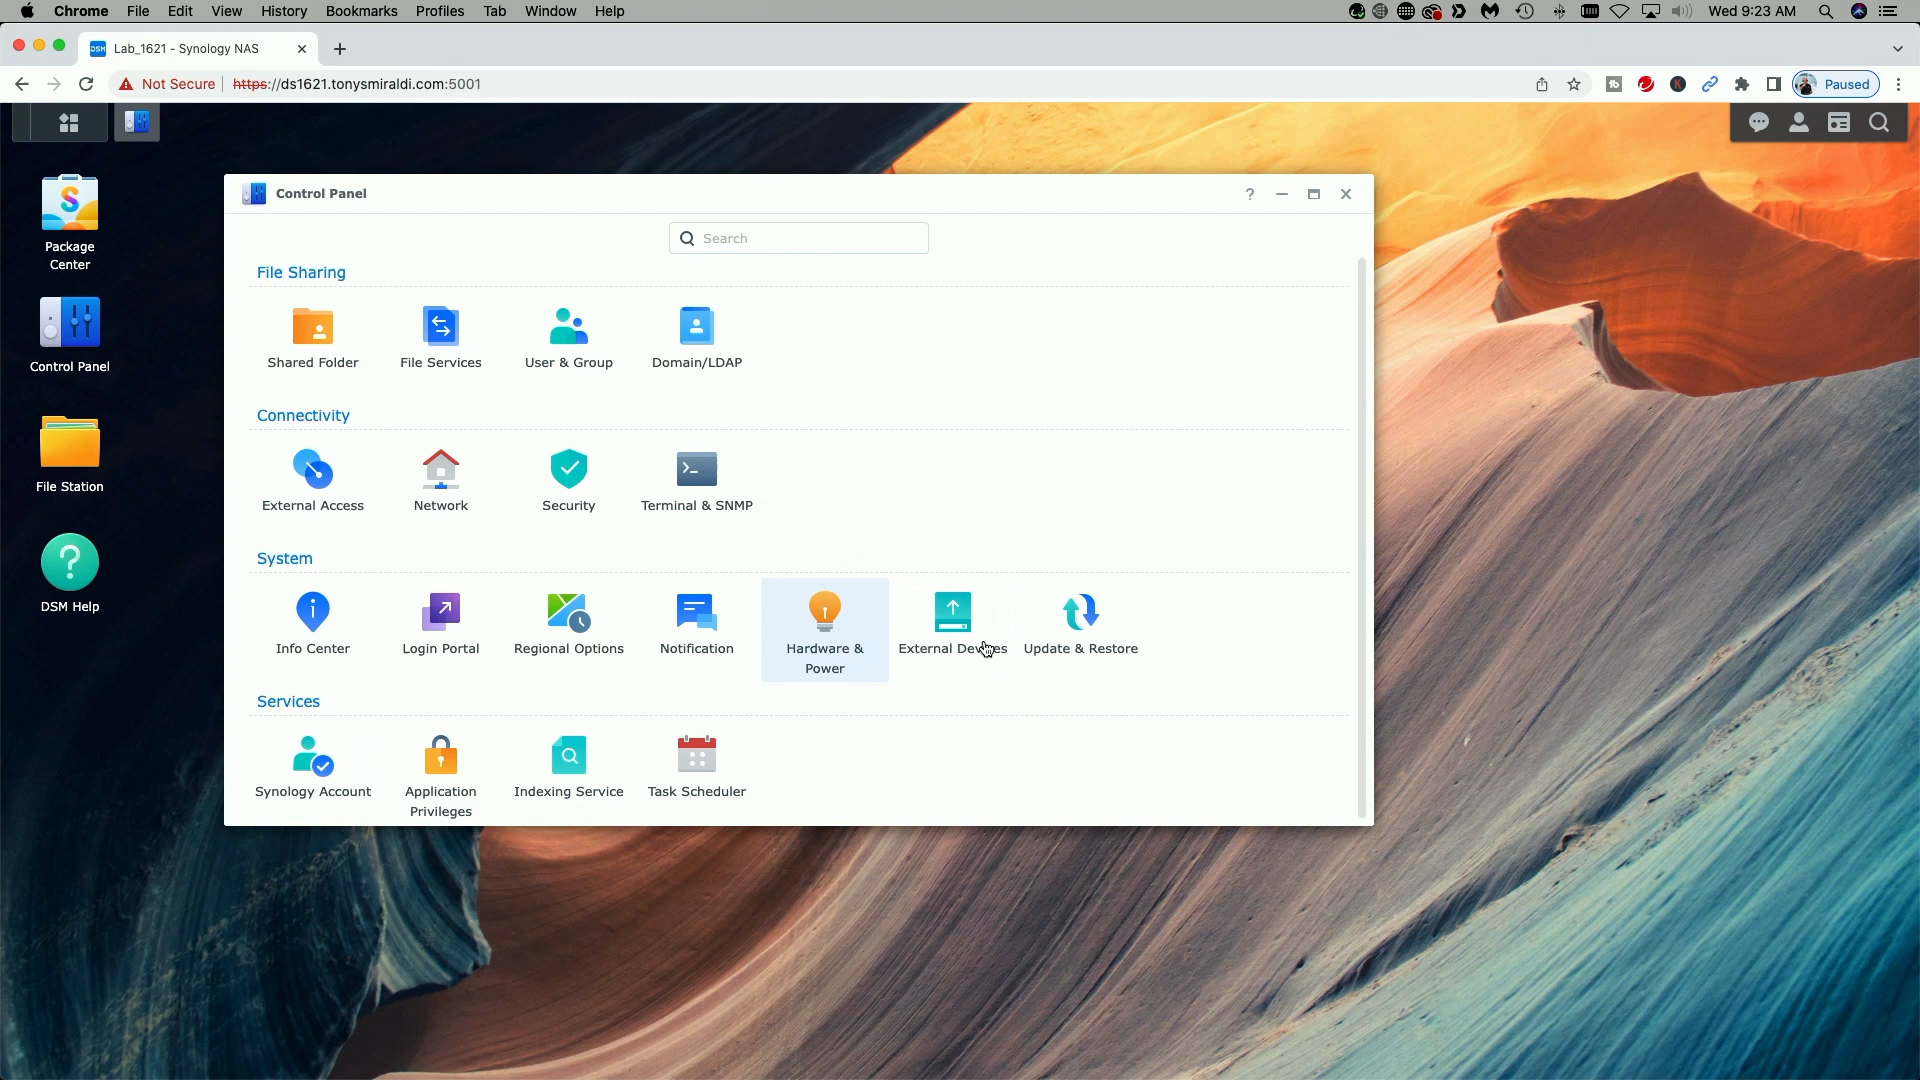 Chrome File Edit View History Bookmarks Profiles Tab Window Help Wed 9:23 AM
DSM Lab_1621 - Synology NAS
Not Secure https://ds1621.tonysmiraldi.com:5001 Paused
Package
Center
Control Panel
File Station
DSM Help
Control Panel
Search
File Sharing
Shared Folder File Services User & Group Domain/LDAP
Connectivity
External Access Network Security Terminal & SNMP
System
Info Center Login Portal Regional Options Notification Hardware & External Devices Update & Restore
Power
Services
Synology Account Application Indexing Service Task Scheduler
Privileges